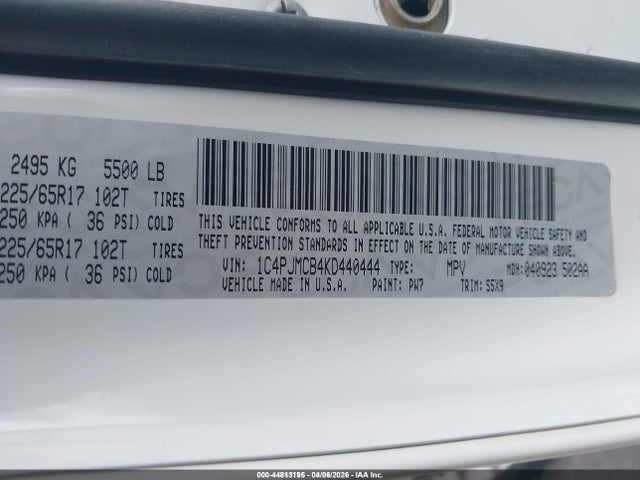 2495 KG 5500 LB
225/65R17 102T TIRES
250 KPA ( 36 PSI) COLD
225/65R17 102T TIRES
250 KPA ( 36 PSI) COLD
THIS VEHICLE CONFORMS TO ALL APPLICABLE U.S.A. FEDERAL MOTOR VEHICLE SAFETY AND
THEFT PREVENTION STANDARDS IN EFFECT ON THE DATE OF MANUFACTURE SHOWN ABOVE.
VIN: 1C4PJMCB4KD440444 TYPE: MPV MDH: 040923 502AA
VEHICLE MADE IN U.S.A. PAINT: PW7 TRIM: S5X9
000-44813195 - 04/06/2026 - IAA Inc.